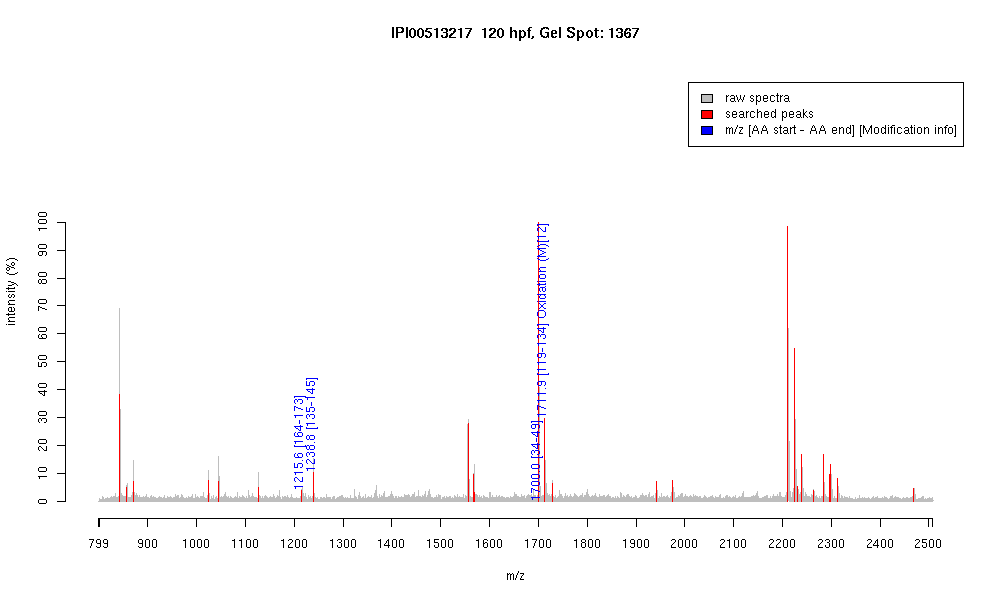 IPI00513217 120 hpf, Gel Spot: 1367
raw spectra
searched peaks
m/z [AA start - AA end] [Modification info]
intensity (%)
100
90
80
70
60
50
40
30
20
10
0
1215.6 [164-173]
1238.8 [135-145]
1700.0 [34-49]
1711.9 [119-134] Oxidation (M)[12]
799 900 1000 1100 1200 1300 1400 1500 1600 1700 1800 1900 2000 2100 2200 2300 2400 2500
m/z